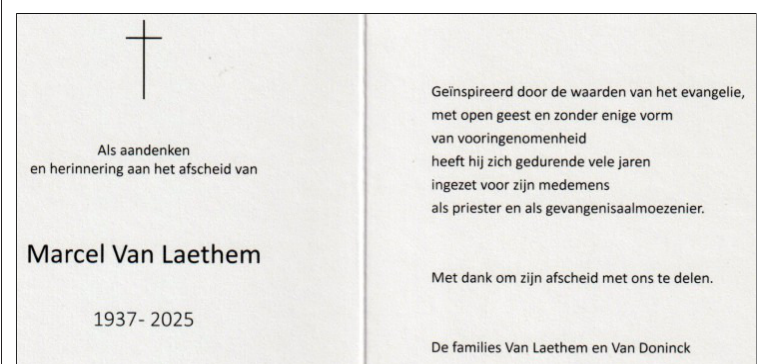 Als aandenken
en herinnering aan het afscheid van
Marcel Van Laethem
1937- 2025
Geïnspireerd door de waarden van het evangelie,
met open geest en zonder enige vorm
van vooringenomenheid
heeft hij zich gedurende vele jaren
ingezet voor zijn medemens
als priester en als gevangenisaalmoezenier.
Met dank om zijn afscheid met ons te delen.
De families Van Laethem en Van Doninck